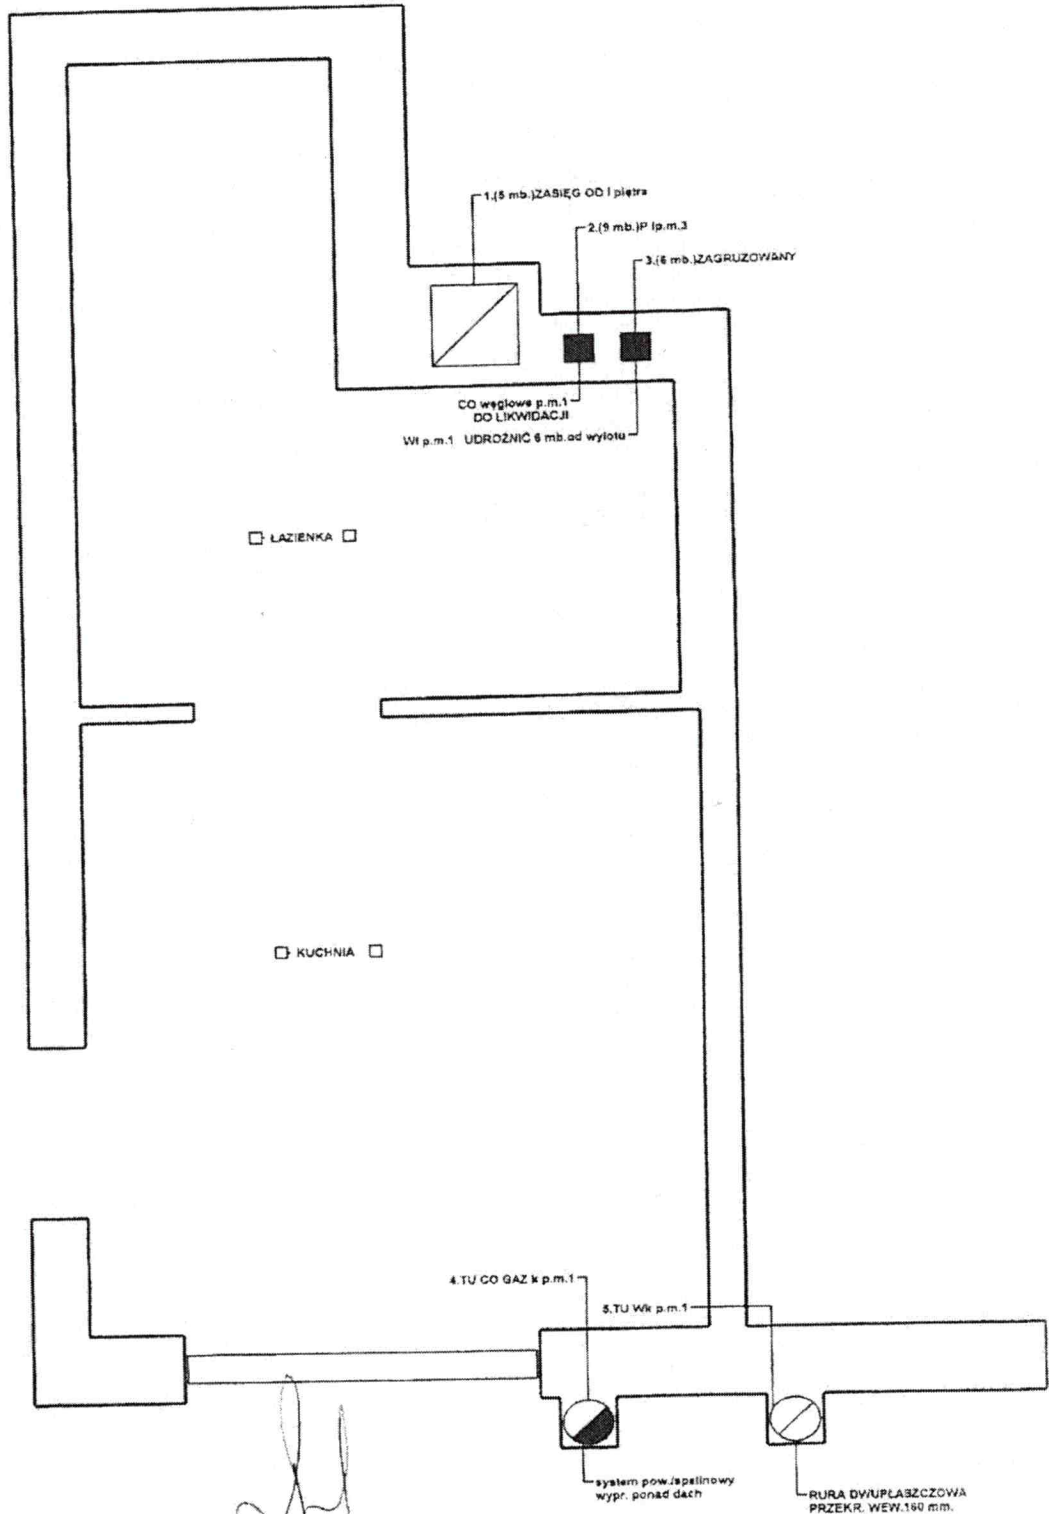 1.(5 mb.)ZASIĘG OD I piętra
2.(9 mb.)P Ip.m.3
3.(6 mb.)ZAGRUZOWANY
CO węglowe p.m.1
DO LIKWIDACJI
Wł p.m.1 UDROŻNIĆ 6 mb.od wylotu
ŁAZIENKA
KUCHNIA
4.TU CO GAZ k p.m.1
5.TU Wk p.m.1
system pow./spalinowy
wypr. ponad dach
RURA DWUPŁASZCZOWA
PRZEKR. WEW.160 mm.